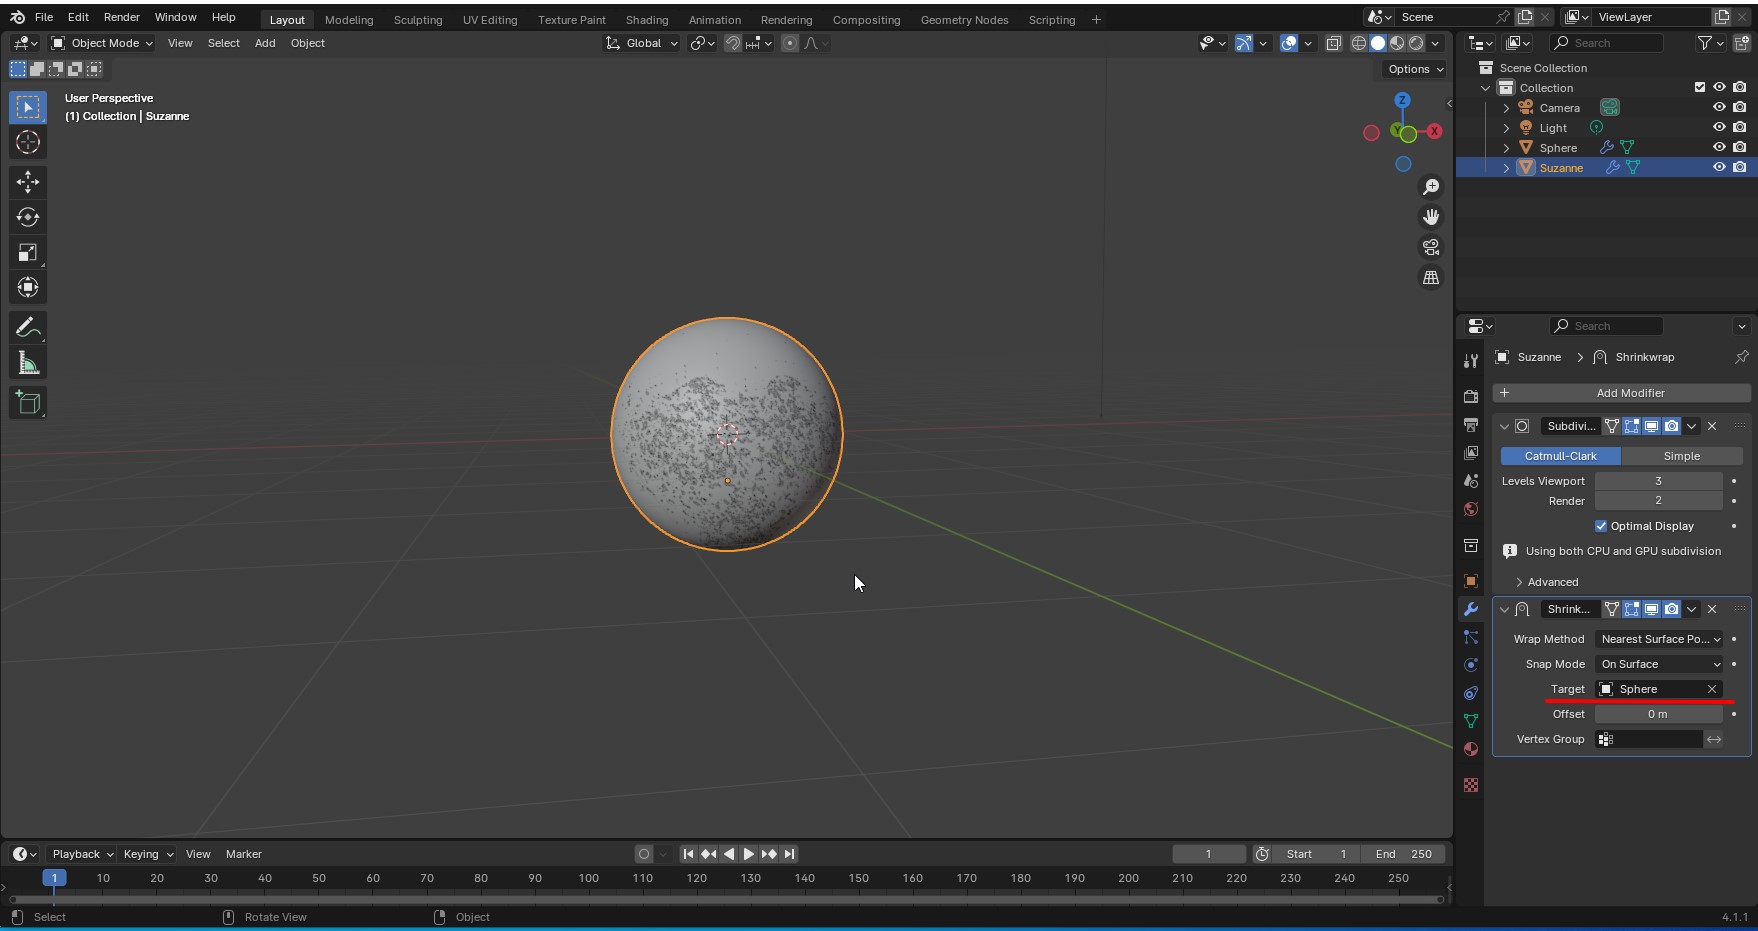 File Edit Render Window Help Layout Modeling Sculpting UV Editing Texture Paint Shading Animation Rendering Compositing Geometry Nodes Scripting + Scene ViewLayer
Object Mode View Select Add Object Global Search
Options
User Perspective
(1) Collection | Suzanne
Z
Y X
Scene Collection
Collection
Camera
Light
Sphere
Suzanne
Search
Suzanne > Shrinkwrap
+ Add Modifier
Subdivi...
Catmull-Clark Simple
Levels Viewport 3
Render 2
Optimal Display
Using both CPU and GPU subdivision
Advanced
Shrink...
Wrap Method Nearest Surface Po...
Snap Mode On Surface
Target Sphere
Offset 0 m
Vertex Group
Playback Keying View Marker 1 Start 1 End 250
1 10 20 30 40 50 60 70 80 90 100 110 120 130 140 150 160 170 180 190 200 210 220 230 240 250
Select Rotate View Object 4.1.1